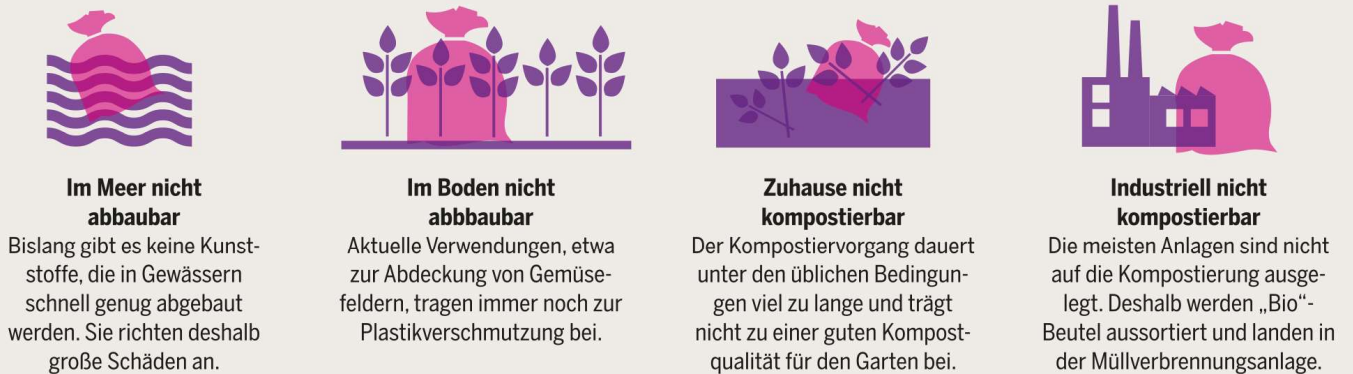 Im Meer nicht
abbaubar
Bislang gibt es keine Kunst-
stoffe, die in Gewässern
schnell genug abgebaut
werden. Sie richten deshalb
große Schäden an.
Im Boden nicht
abbbaubar
Aktuelle Verwendungen, etwa
zur Abdeckung von Gemüse-
feldern, tragen immer noch zur
Plastikverschmutzung bei.
Zuhause nicht
kompostierbar
Der Kompostiervorgang dauert
unter den üblichen Bedingun-
gen viel zu lange und trägt
nicht zu einer guten Kompost-
qualität für den Garten bei.
Industriell nicht
kompostierbar
Die meisten Anlagen sind nicht
auf die Kompostierung ausge-
legt. Deshalb werden „Bio“-
Beutel aussortiert und landen in
der Müllverbrennungsanlage.